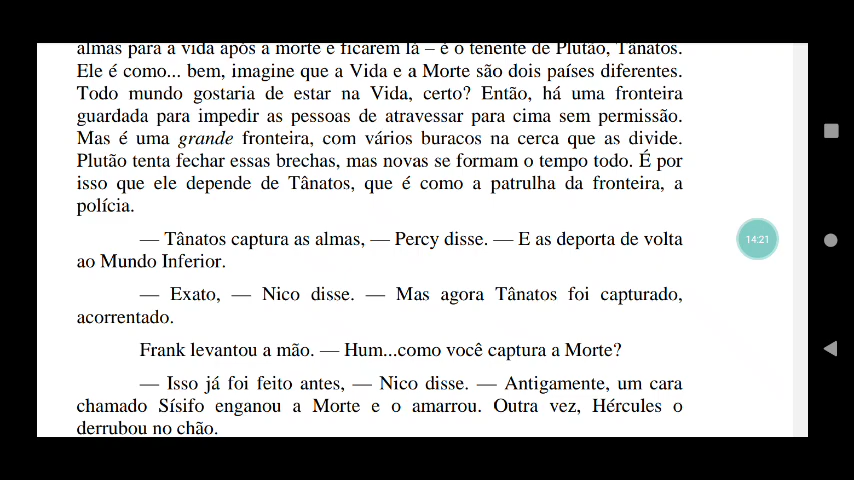 almas para a vida após a morte e ficarem lá – é o tenente de Plutão, Tânatos.
Ele é como... bem, imagine que a Vida e a Morte são dois países diferentes.
Todo mundo gostaria de estar na Vida, certo? Então, há uma fronteira
guardada para impedir as pessoas de atravessar para cima sem permissão.
Mas é uma grande fronteira, com vários buracos na cerca que as divide.
Plutão tenta fechar essas brechas, mas novas se formam o tempo todo. É por
isso que ele depende de Tânatos, que é como a patrulha da fronteira, a
polícia.
— Tânatos captura as almas, — Percy disse. — E as deporta de volta
ao Mundo Inferior.
— Exato, — Nico disse. — Mas agora Tânatos foi capturado,
acorrentado.
Frank levantou a mão. — Hum...como você captura a Morte?
— Isso já foi feito antes, — Nico disse. — Antigamente, um cara
chamado Sísifo enganou a Morte e o amarrou. Outra vez, Hércules o
derrubou no chão.
14:21